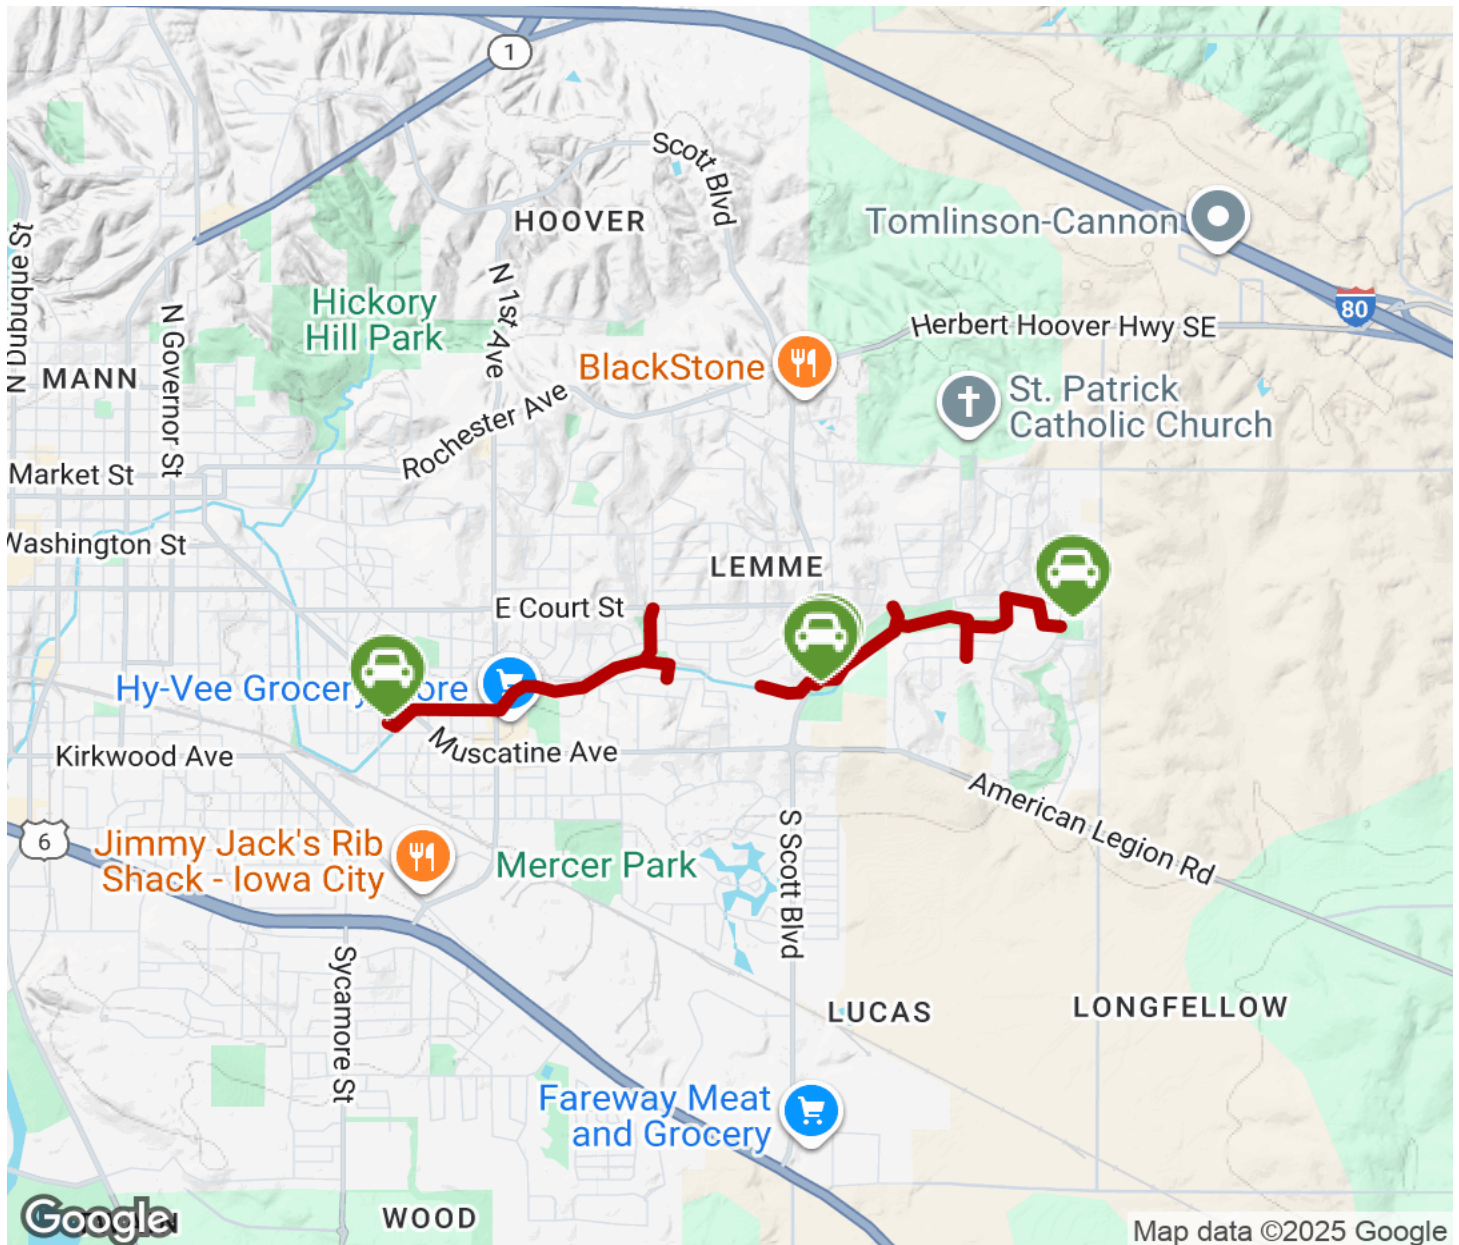 1
Scott Blvd
HOOVER
Tomlinson-Cannon
N Dubuque St
N 1st Ave
Hickory
Hill Park
80
N Governor St
Herbert Hoover Hwy SE
BlackStone
MANN
St. Patrick
Catholic Church
Rochester Ave
Market St
Washington St
LEMME
E Court St
Hy-Vee Grocery Store
Muscatine Ave
Kirkwood Ave
American Legion Rd
6
Jimmy Jack's Rib
Shack - Iowa City
Mercer Park
S Scott Blvd
Sycamore St
LUCAS
LONGFELLOW
Fareway Meat
and Grocery
WOOD
Google
Map data ©2025 Google